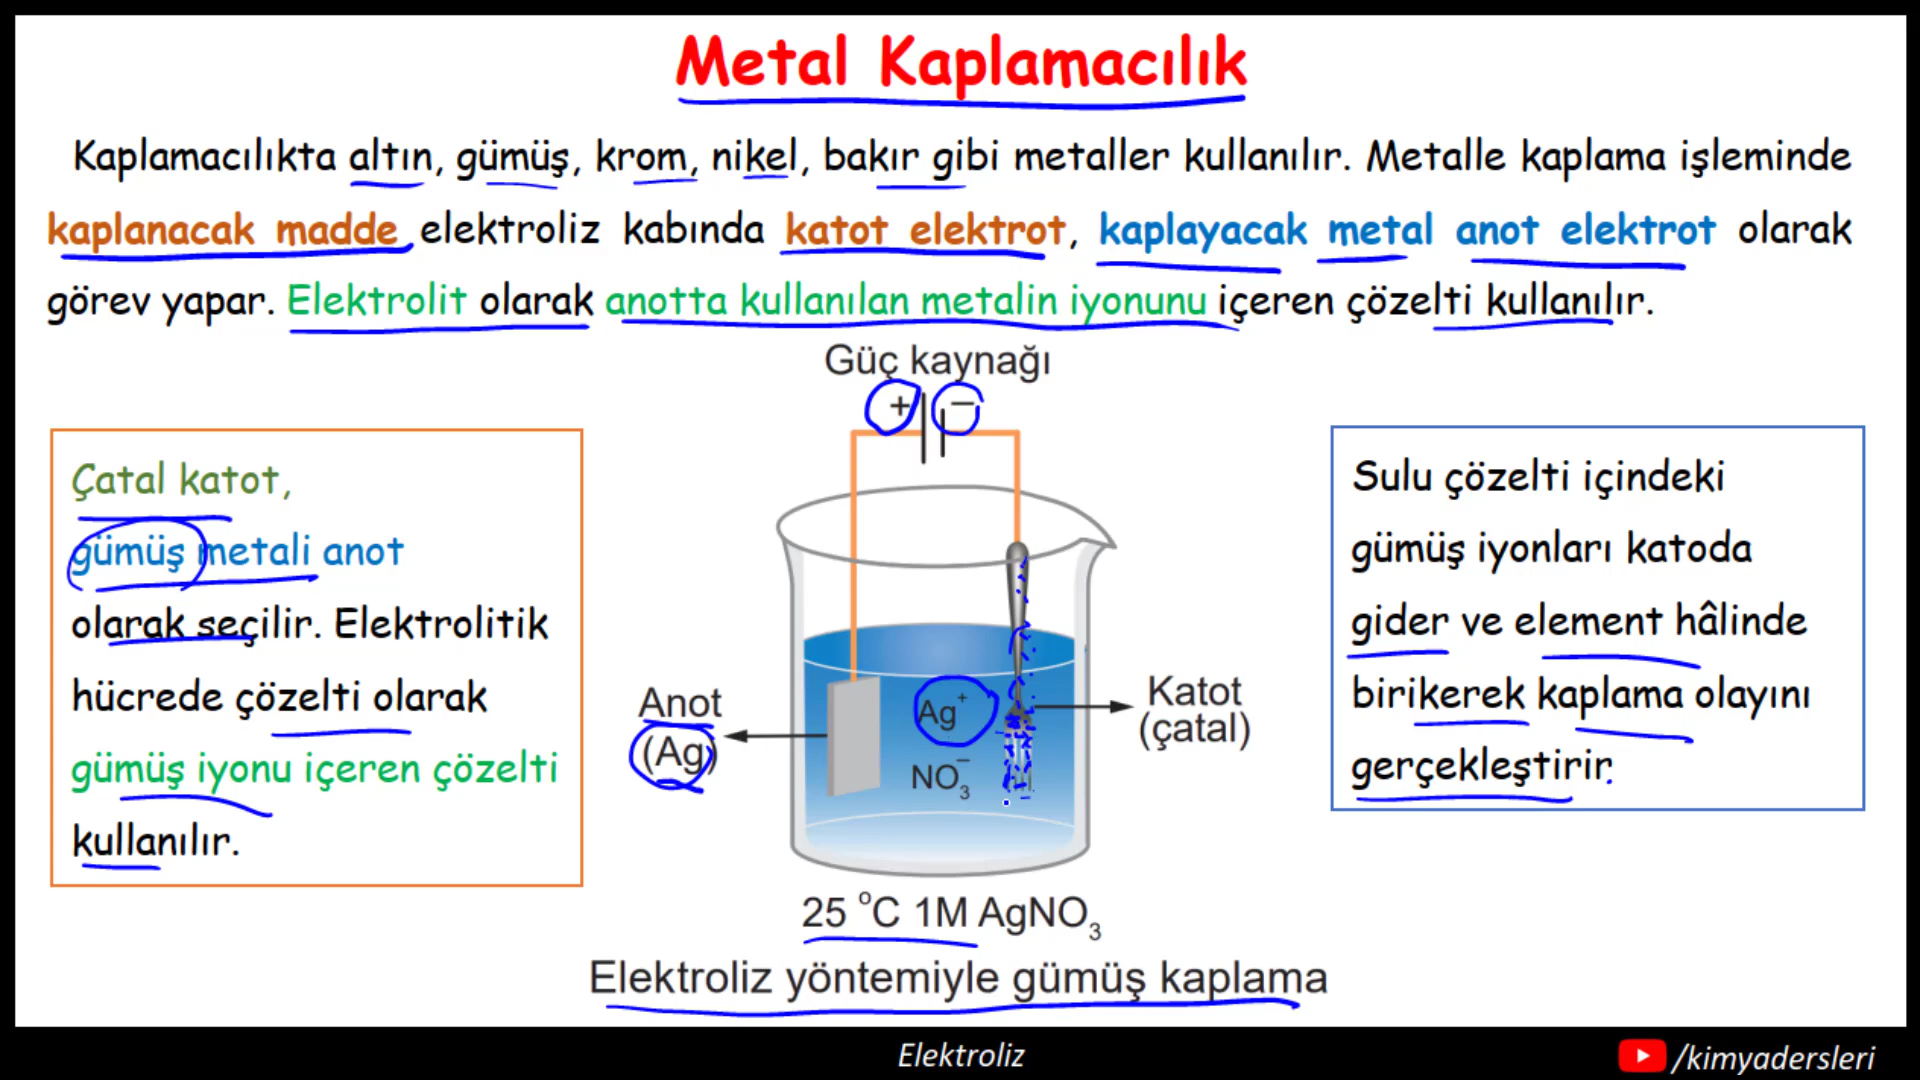 Metal Kaplamacılık
Kaplamacılıkta altın, gümüş, krom, nikel, bakır gibi metaller kullanılır. Metalle kaplama işleminde
kaplanacak madde elektroliz kabında katot elektrot, kaplayacak metal anot elektrot olarak
görev yapar. Elektrolit olarak anotta kullanılan metalin iyonunu içeren çözelti kullanılır.
Güç kaynağı
+ −
Çatal katot,
gümüş metali anot
olarak seçilir. Elektrolitik
hücrede çözelti olarak
gümüş iyonu içeren çözelti
kullanılır.
Anot
(Ag)
Ag⁺
NO₃⁻
Katot
(çatal)
25 °C 1M AgNO₃
Elektroliz yöntemiyle gümüş kaplama
Sulu çözelti içindeki
gümüş iyonları katoda
gider ve element hâlinde
birikerek kaplama olayını
gerçekleştirir.
Elektroliz
/kimyadersleri